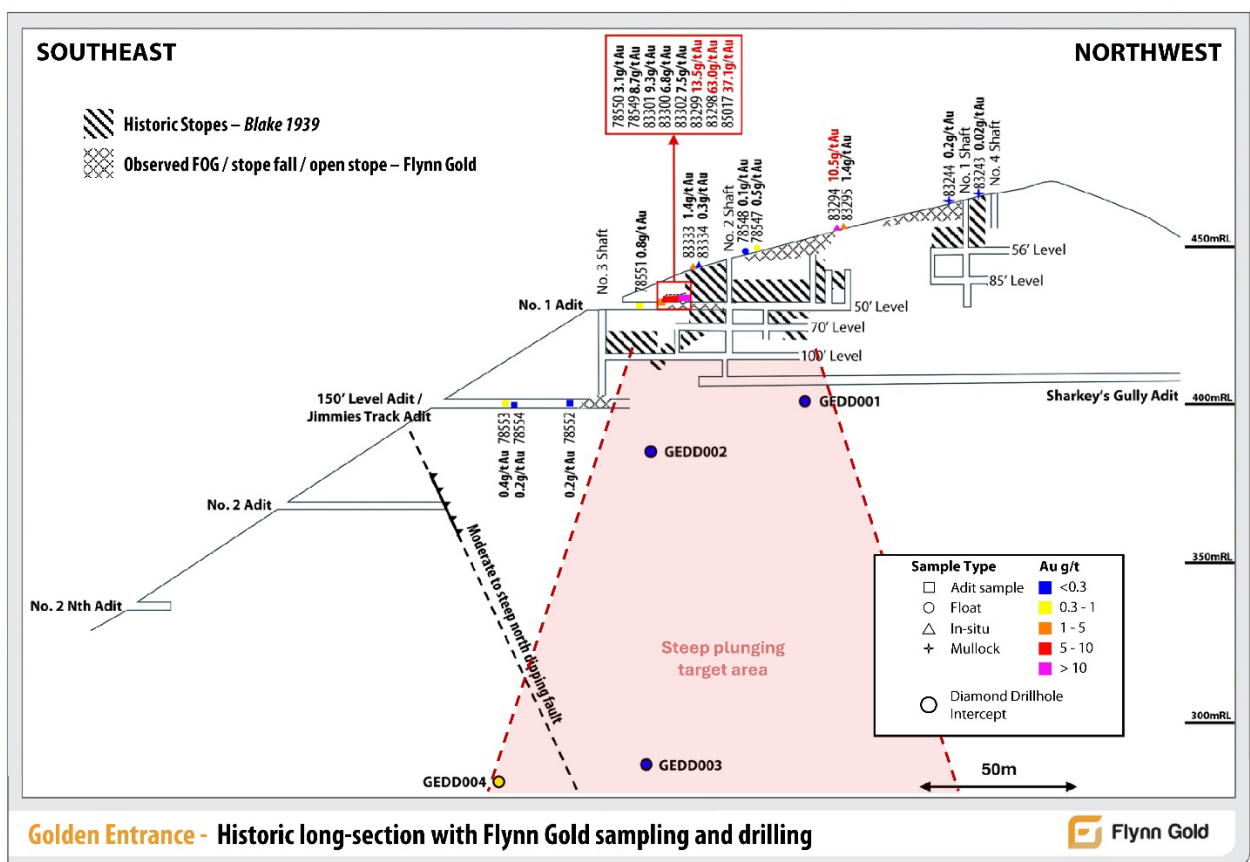 SOUTHEAST
NORTHWEST
Historic Stopes – Blake 1939
Observed FOG / stope fall / open stope – Flynn Gold
78550 3.1g/t Au
78549 8.7g/t Au
83301 9.3g/t Au
83300 6.8g/t Au
83302 7.5g/t Au
83299 13.5g/t Au
83298 63.0g/t Au
85017 37.1g/t Au
No. 3 Shaft
78551 0.8g/t Au
83333 1.4g/t Au
83334 0.3g/t Au
No. 2 Shaft
78548 0.1g/t Au
78547 0.5g/t Au
83294 10.5g/t Au
83295 1.4g/t Au
83244 0.2g/t Au
No. 1 Shaft
83243 0.02g/t Au
No. 4 Shaft
450mRL
56' Level
85' Level
No. 1 Adit
50' Level
70' Level
100' Level
150' Level Adit /
Jimmies Track Adit
Sharkey's Gully Adit
400mRL
GEDD001
78553
0.4g/t Au
78554
0.2g/t Au
78552
0.2g/t Au
GEDD002
No. 2 Adit
Moderate to steep north dipping fault
350mRL
No. 2 Nth Adit
Steep plunging
target area
Sample Type
Adit sample
Float
In-situ
Mullock
Diamond Drillhole
Intercept
Au g/t
<0.3
0.3 - 1
1 - 5
5 - 10
> 10
300mRL
GEDD003
GEDD004
50m
Golden Entrance - Historic long-section with Flynn Gold sampling and drilling
Flynn Gold